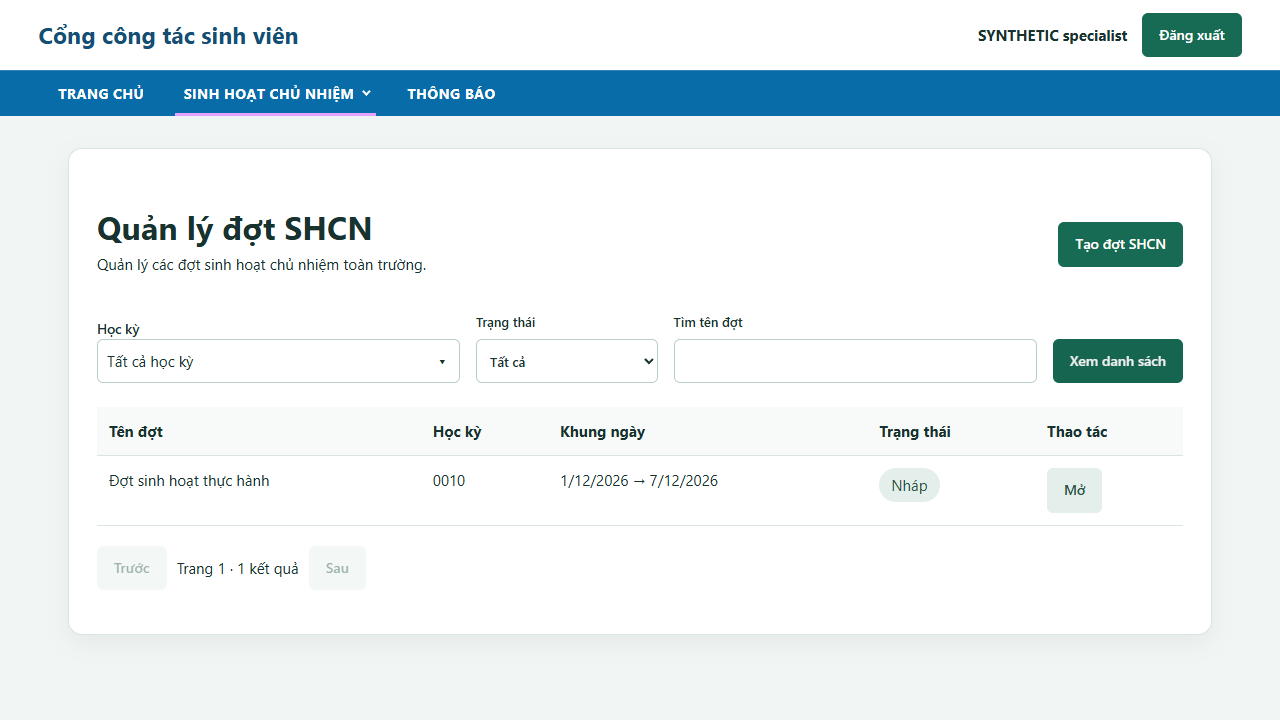 Cổng công tác sinh viên
SYNTHETIC specialist
Đăng xuất
TRANG CHỦ
SINH HOẠT CHỦ NHIỆM
THÔNG BÁO
Quản lý đợt SHCN
Quản lý các đợt sinh hoạt chủ nhiệm toàn trường.
Tạo đợt SHCN
Học kỳ
Trạng thái
Tìm tên đợt
Tất cả học kỳ
Tất cả
Xem danh sách
Tên đợt Học kỳ Khung ngày Trạng thái Thao tác
Đợt sinh hoạt thực hành 0010 1/12/2026 → 7/12/2026 Nháp Mở
Trước Trang 1 · 1 kết quả Sau